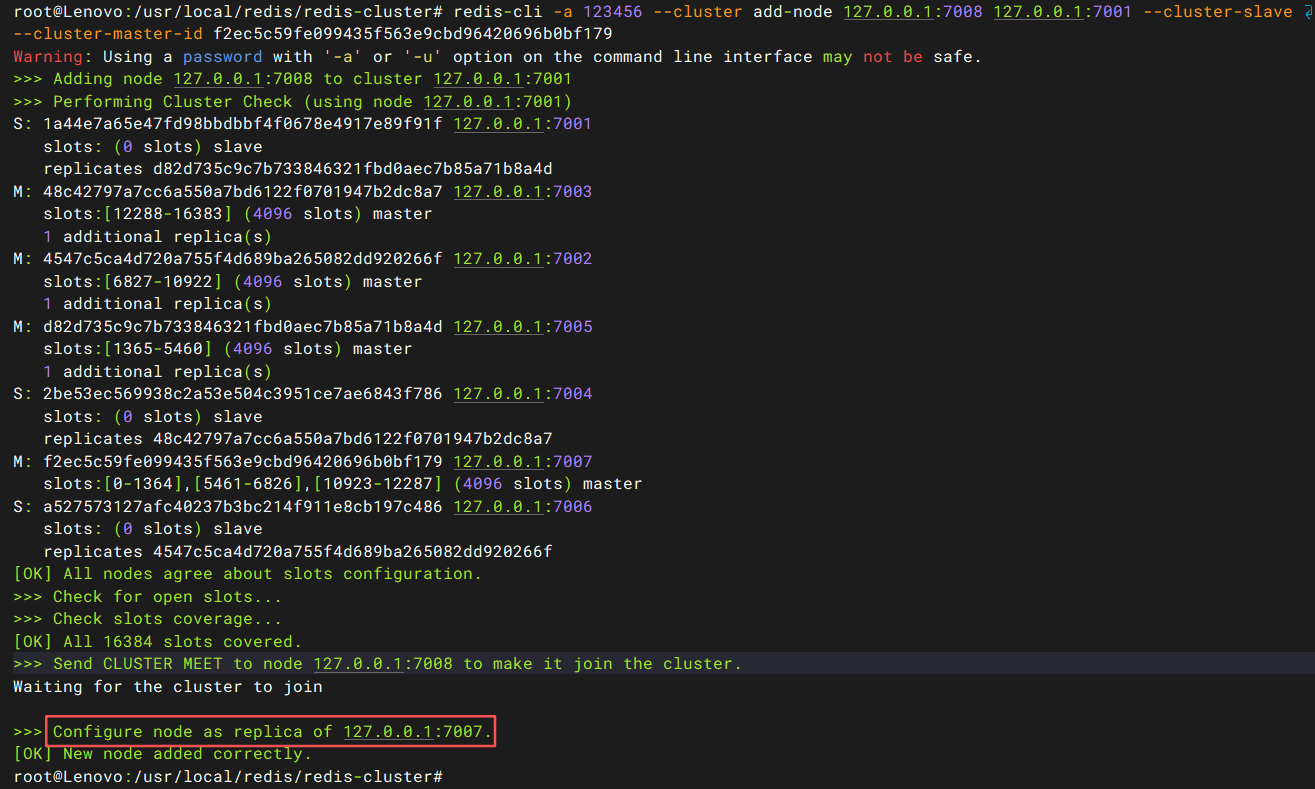 root@Lenovo:/usr/local/redis/redis-cluster# redis-cli -a 123456 --cluster add-node 127.0.0.1:7008 127.0.0.1:7001 --cluster-slave
--cluster-master-id f2ec5c59fe099435f563e9cbd96420696b0bf179
Warning: Using a password with '-a' or '-u' option on the command line interface may not be safe.
>>> Adding node 127.0.0.1:7008 to cluster 127.0.0.1:7001
>>> Performing Cluster Check (using node 127.0.0.1:7001)
S: 1a44e7a65e47fd98bbdbbf4f0678e4917e89f91f 127.0.0.1:7001
   slots: (0 slots) slave
   replicates d82d735c9c7b733846321fbd0aec7b85a71b8a4d
M: 48c42797a7cc6a550a7bd6122f0701947b2dc8a7 127.0.0.1:7003
   slots:[12288-16383] (4096 slots) master
   1 additional replica(s)
M: 4547c5ca4d720a755f4d689ba265082dd920266f 127.0.0.1:7002
   slots:[6827-10922] (4096 slots) master
   1 additional replica(s)
M: d82d735c9c7b733846321fbd0aec7b85a71b8a4d 127.0.0.1:7005
   slots:[1365-5460] (4096 slots) master
   1 additional replica(s)
S: 2be53ec569938c2a53e504c3951ce7ae6843f786 127.0.0.1:7004
   slots: (0 slots) slave
   replicates 48c42797a7cc6a550a7bd6122f0701947b2dc8a7
M: f2ec5c59fe099435f563e9cbd96420696b0bf179 127.0.0.1:7007
   slots:[0-1364],[5461-6826],[10923-12287] (4096 slots) master
S: a527573127afc40237b3bc214f911e8cb197c486 127.0.0.1:7006
   slots: (0 slots) slave
   replicates 4547c5ca4d720a755f4d689ba265082dd920266f
[OK] All nodes agree about slots configuration.
>>> Check for open slots...
>>> Check slots coverage...
[OK] All 16384 slots covered.
>>> Send CLUSTER MEET to node 127.0.0.1:7008 to make it join the cluster.
Waiting for the cluster to join
>>> Configure node as replica of 127.0.0.1:7007.
[OK] New node added correctly.
root@Lenovo:/usr/local/redis/redis-cluster#